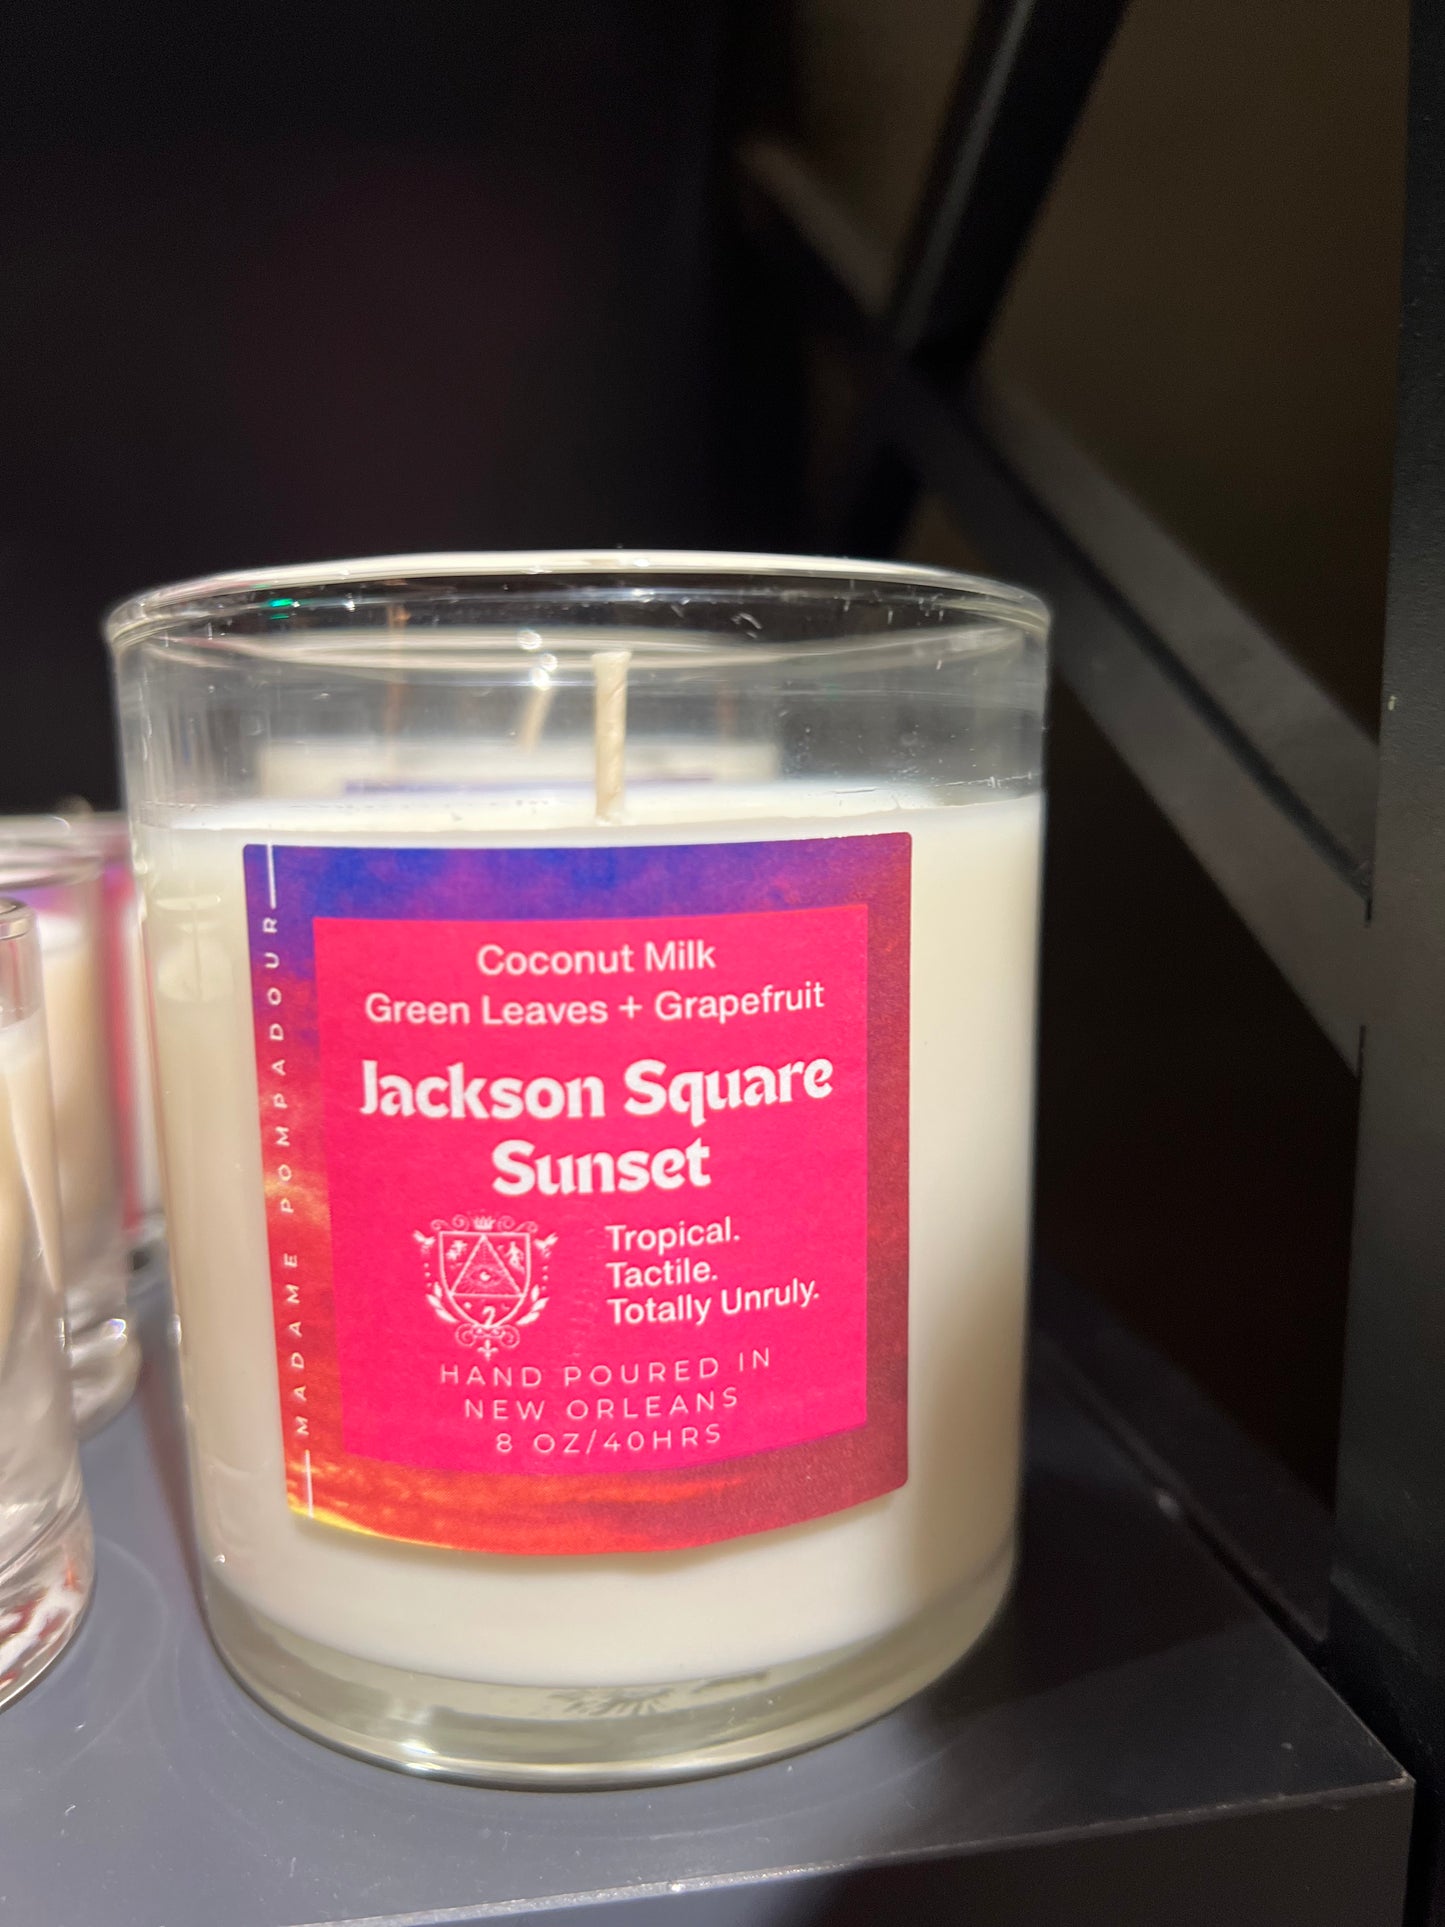 Coconut Milk
Green Leaves + Grapefruit
Jackson Square
Sunset
Tropical.
Tactile.
Totally Unruly.
HAND POURED IN
NEW ORLEANS
8 OZ/40HRS
MADAME POMPADOUR